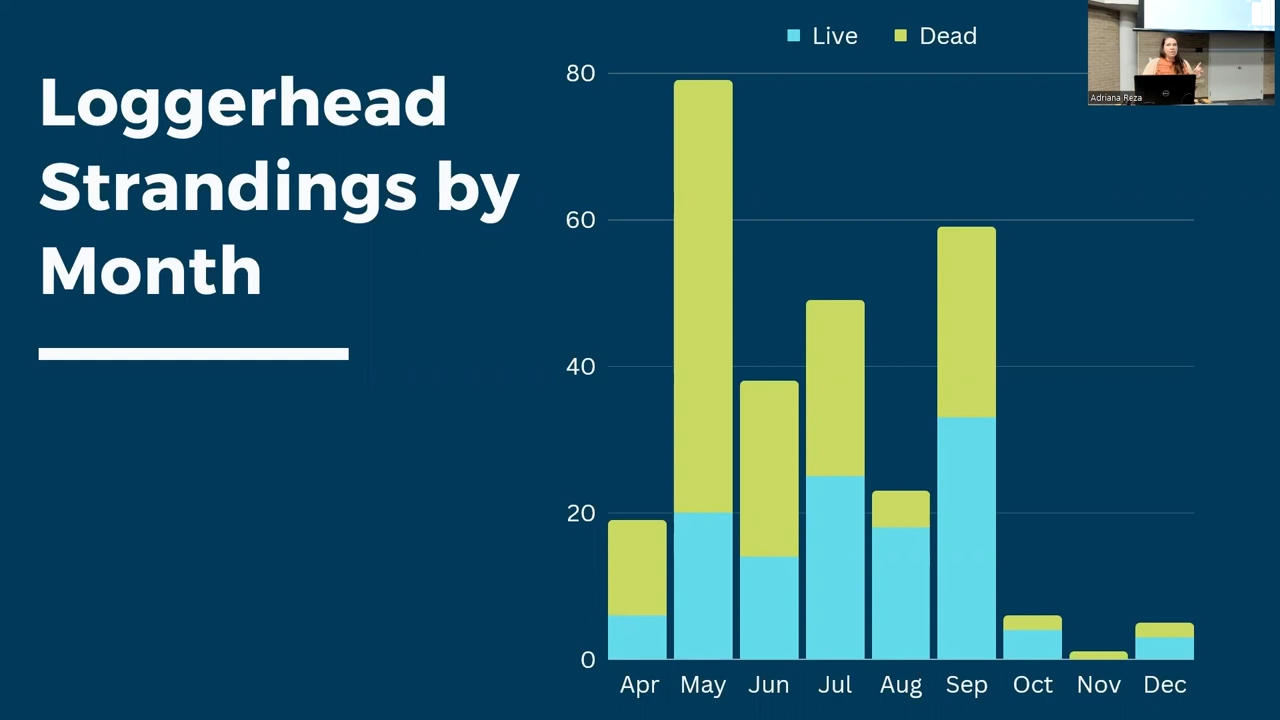 Loggerhead
Strandings by
Month
Live Dead
80
60
40
20
0
Apr May Jun Jul Aug Sep Oct Nov Dec
Adriana Reza